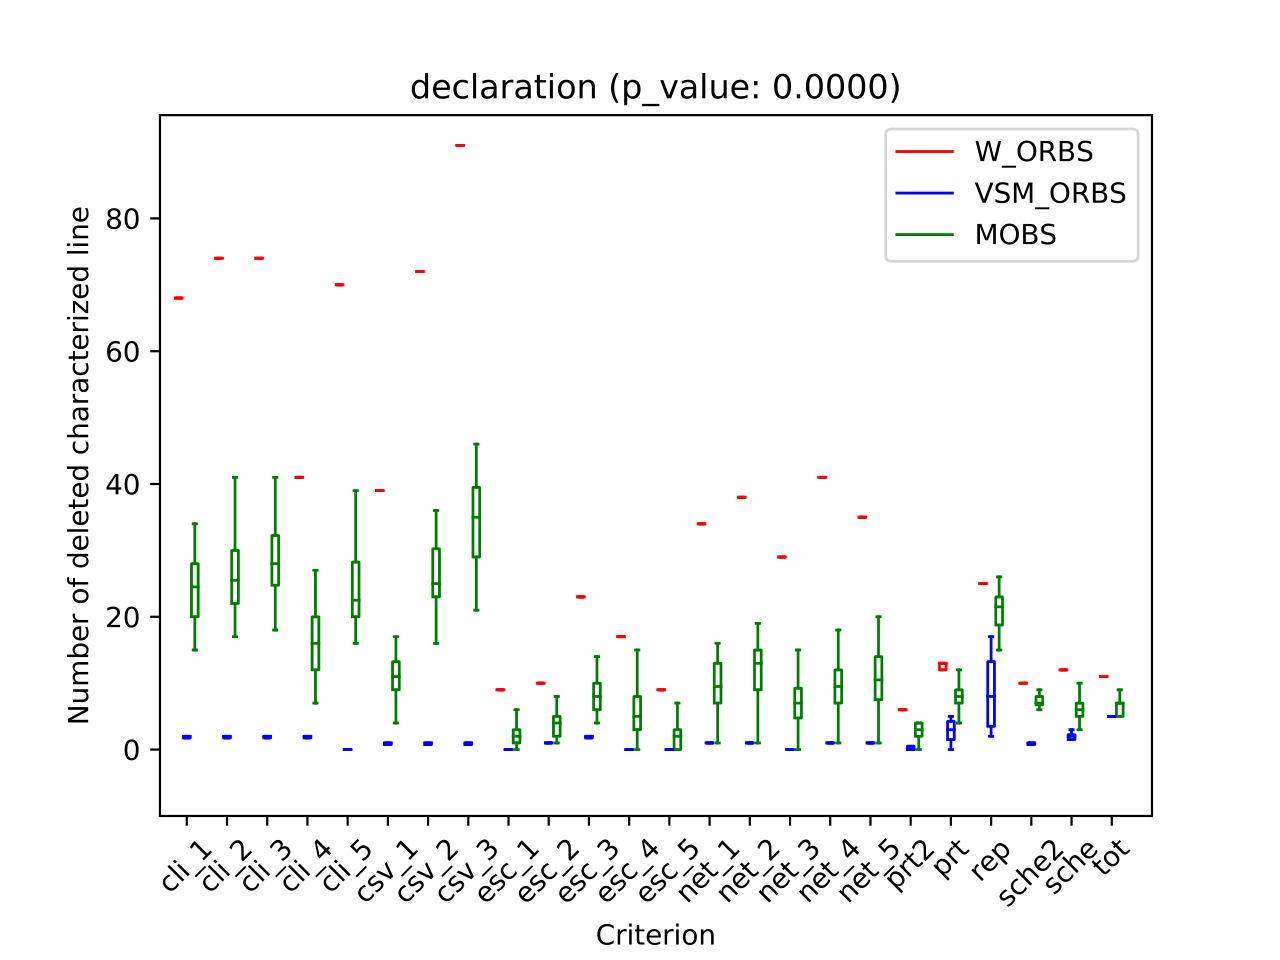 declaration (p_value: 0.0000)
W_ORBS
VSM_ORBS
MOBS
Number of deleted characterized line
80
60
40
20
0
cli_1
cli_2
cli_3
cli_4
cli_5
csv_1
csv_2
csv_3
esc_1
esc_2
esc_3
esc_4
esc_5
net_1
net_2
net_3
net_4
net_5
prt2
prt
rep
sche2
sche
tot
Criterion